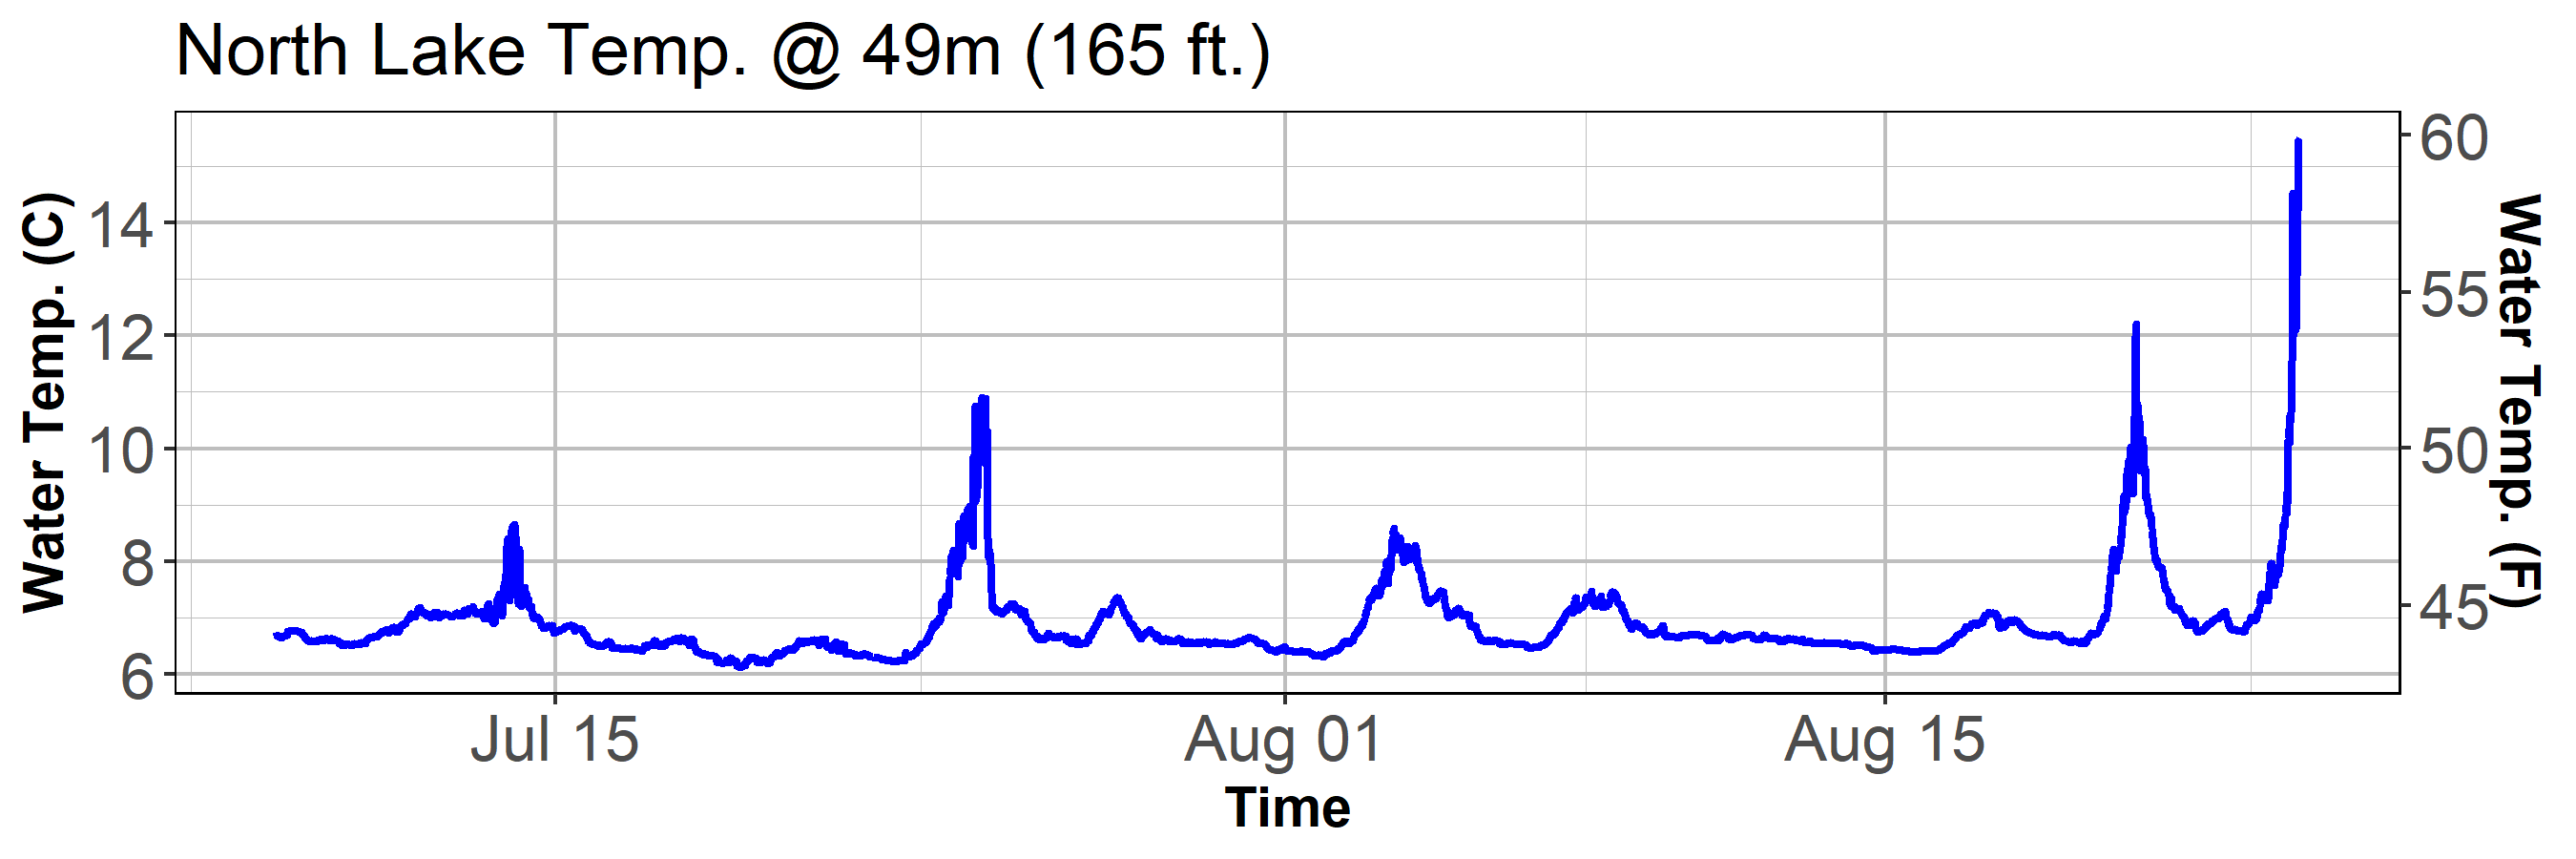 North Lake Temp. @ 49m (165 ft.)
Water Temp. (C)
14
12
10
8
6
60
55
50
45
Water Temp. (F)
Jul 15
Aug 01
Aug 15
Time